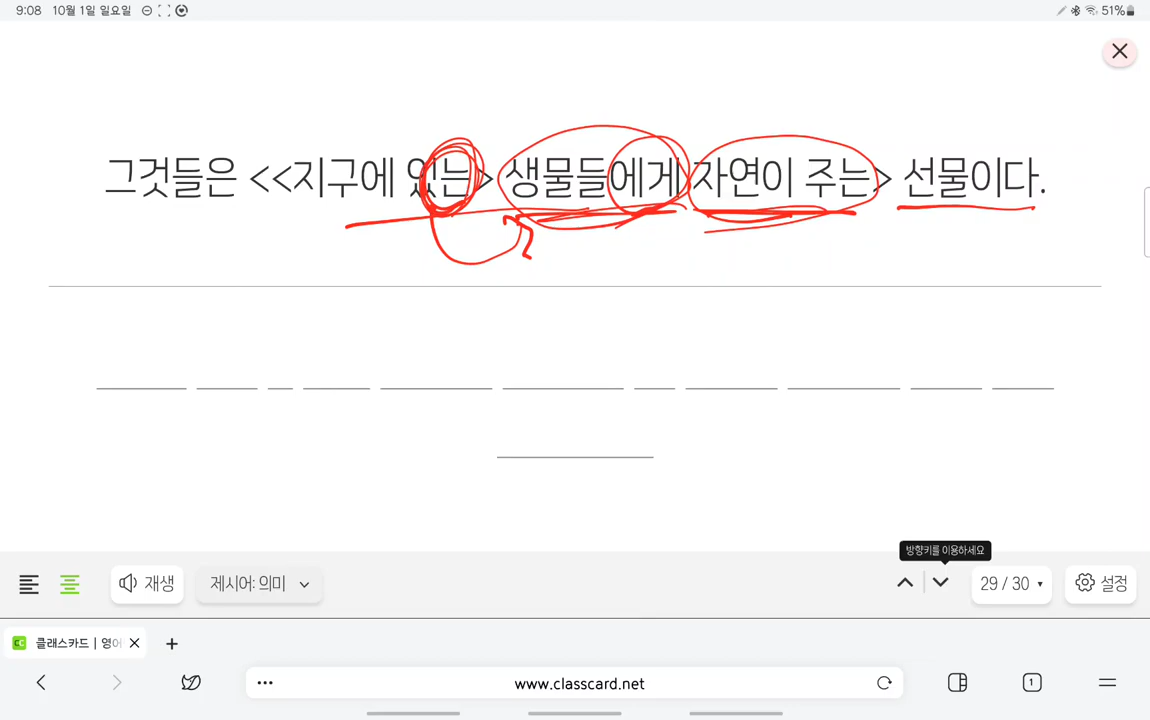 9:08 10월 1일 일요일 51%
그것들은 <<지구에 있는> 생물들에게 자연이 주는> 선물이다.
방향키를 이용하세요
재생 제시어: 의미 29 / 30 설정
클래스카드 | 영어
www.classcard.net
1